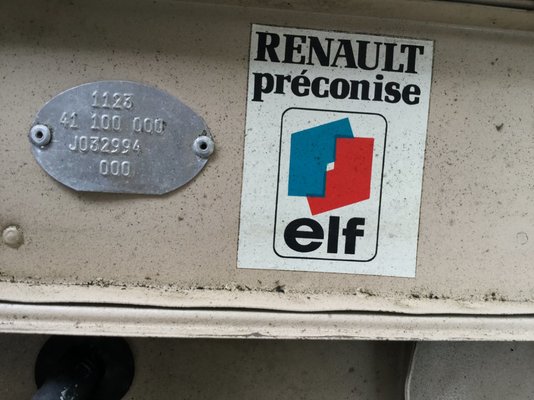 1123
41 100 000
J032994
000
RENAULT
préconise
elf